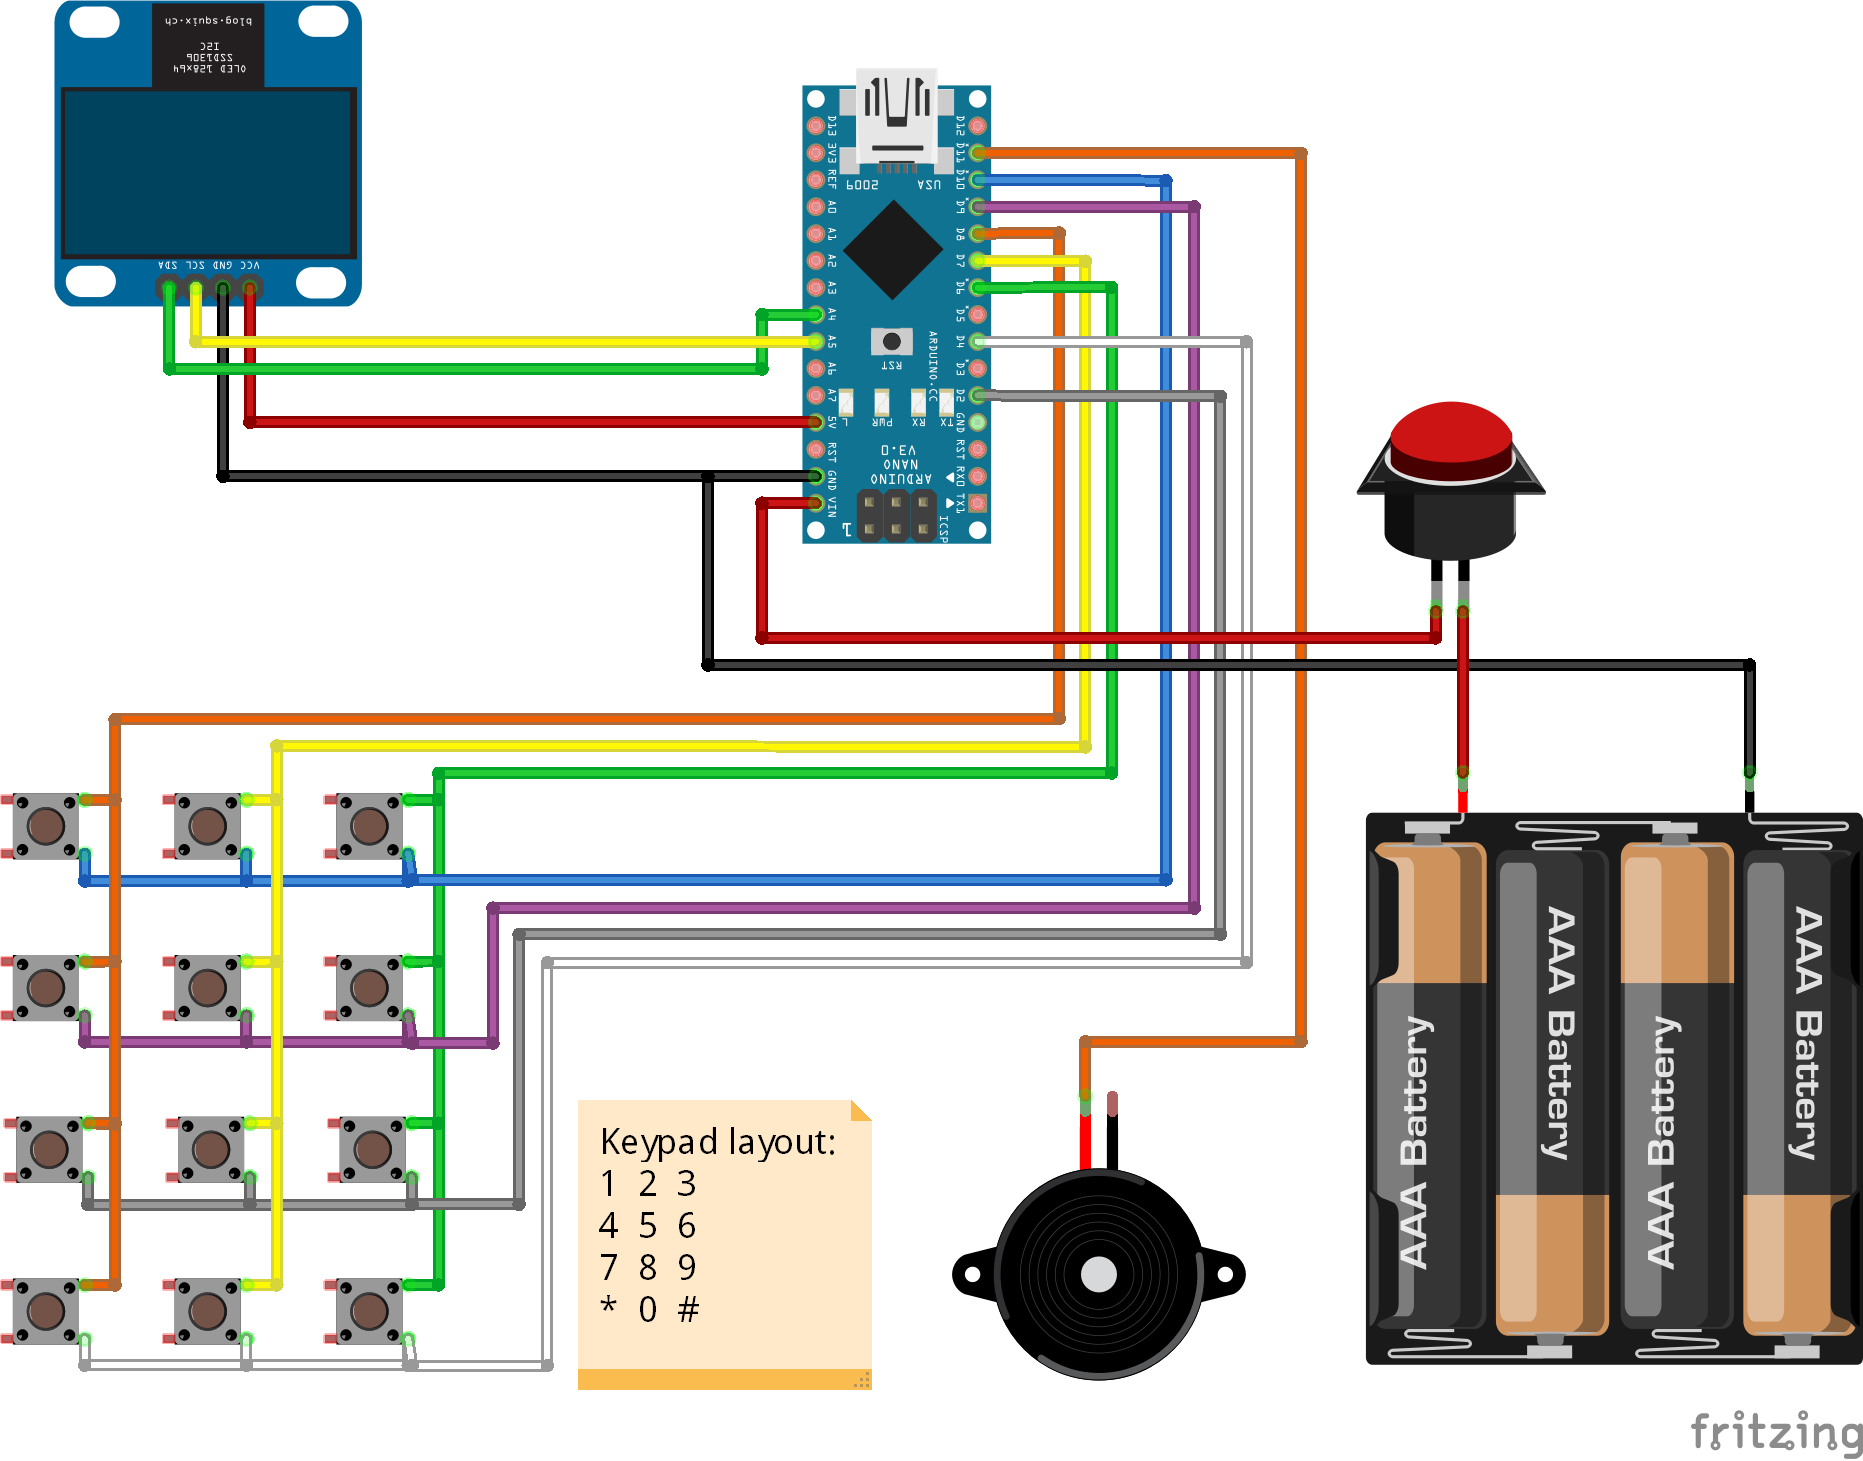 blog.squix.ch
I2C
SSD1306
OLED 128x64
SDA SCL GND VCC
D13
3V3
REF
A0
A1
A2
A3
A4
A5
A6
A7
5V
RST
GND
VIN
D12
D11
D10
D9
D8
D7
D6
D5
D4
D3
D2
GND
RST
RX0
TX1
2009 USA
RST
ARDUINO.CC
L PWR RX TX
ARDUINO
NANO
V3.0
1
ICSP
Keypad layout:
1 2 3
4 5 6
7 8 9
* 0 #
AAA Battery
AAA Battery
AAA Battery
AAA Battery
fritzing